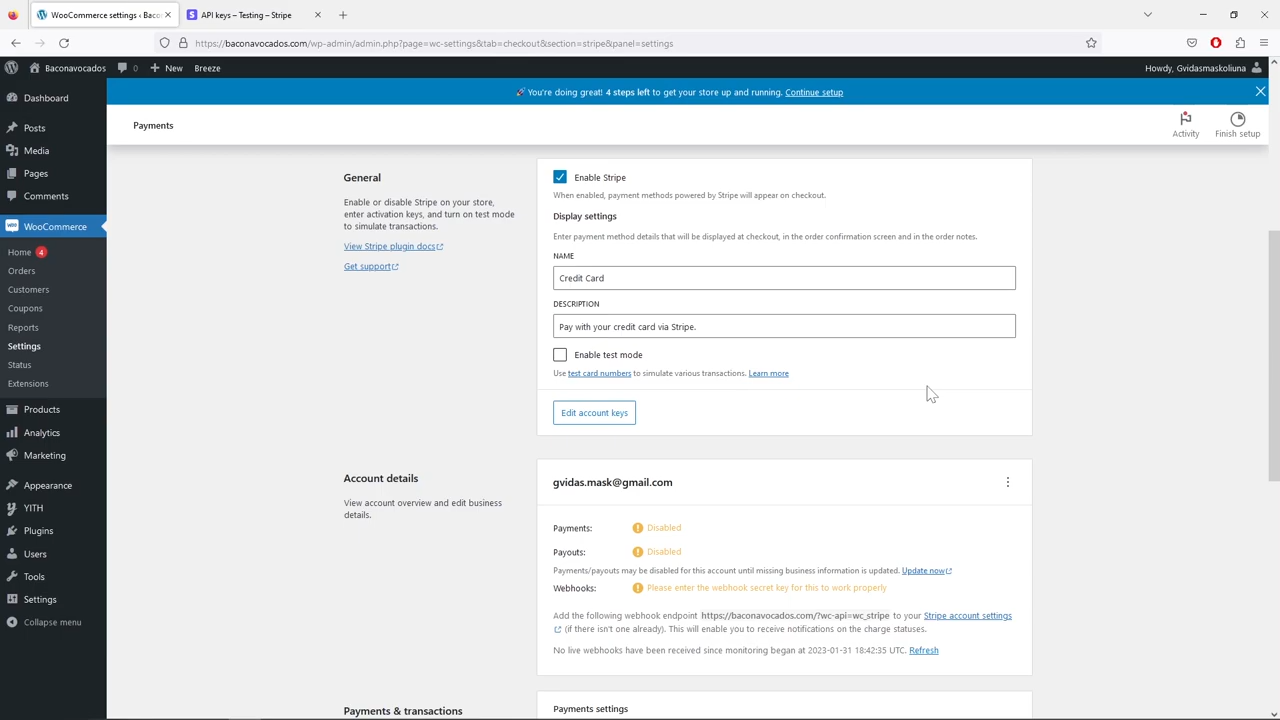 WooCommerce settings ‹ Baco
API keys – Testing – Stripe
https://baconavocados.com/wp-admin/admin.php?page=wc-settings&tab=checkout&section=stripe&panel=settings
Baconavocados
0
New
Breeze
Howdy, Gvidasmaskoliuna
Dashboard
Posts
Media
Pages
Comments
WooCommerce
Home 4
Orders
Customers
Coupons
Reports
Settings
Status
Extensions
Products
Analytics
Marketing
Appearance
YITH
Plugins
Users
Tools
Settings
Collapse menu
🚀 You're doing great! 4 steps left to get your store up and running. Continue setup
Payments
Activity
Finish setup
General
Enable or disable Stripe on your store,
enter activation keys, and turn on test mode
to simulate transactions.
View Stripe plugin docs
Get support
Enable Stripe
When enabled, payment methods powered by Stripe will appear on checkout.
Display settings
Enter payment method details that will be displayed at checkout, in the order confirmation screen and in the order notes.
NAME
Credit Card
DESCRIPTION
Pay with your credit card via Stripe.
Enable test mode
Use test card numbers to simulate various transactions. Learn more
Edit account keys
Account details
View account overview and edit business
details.
gvidas.mask@gmail.com
Payments: Disabled
Payouts: Disabled
Payments/payouts may be disabled for this account until missing business information is updated. Update now
Webhooks: Please enter the webhook secret key for this to work properly
Add the following webhook endpoint https://baconavocados.com/?wc-api=wc_stripe to your Stripe account settings
(if there isn't one already). This will enable you to receive notifications on the charge statuses.
No live webhooks have been received since monitoring began at 2023-01-31 18:42:35 UTC. Refresh
Payments & transactions
Payments settings